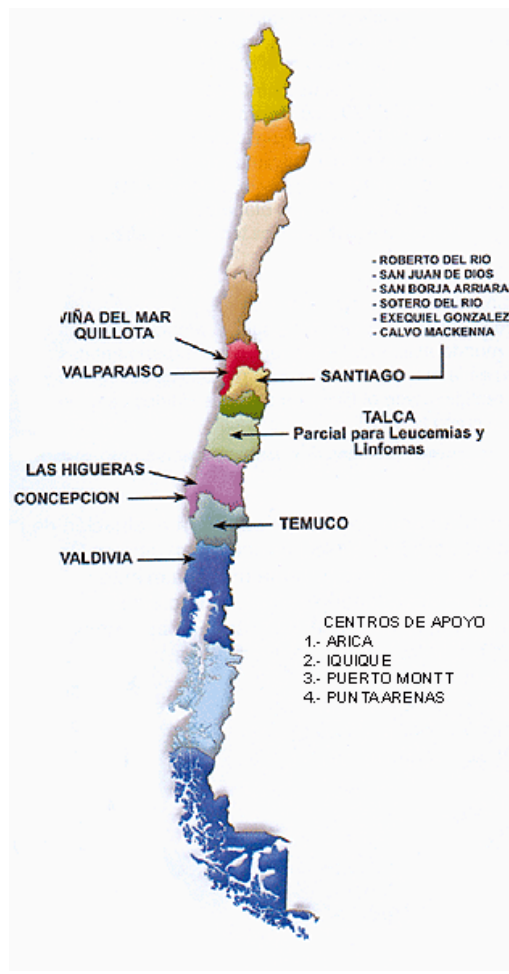 - ROBERTO DEL RIO
- SAN JUAN DE DIOS
- SAN BORJA ARRIARA
- SOTERO DEL RIO
- EXEQUIEL GONZALEZ
- CALVO MACKENNA
VIÑA DEL MAR
QUILLOTA
VALPARAISO
SANTIAGO
TALCA
Parcial para Leucemias y
Linfomas
LAS HIGUERAS
CONCEPCION
TEMUCO
VALDIVIA
CENTROS DE APOYO
1.- ARICA
2.- IQUIQUE
3.- PUERTO MONTT
4.- PUNTA ARENAS